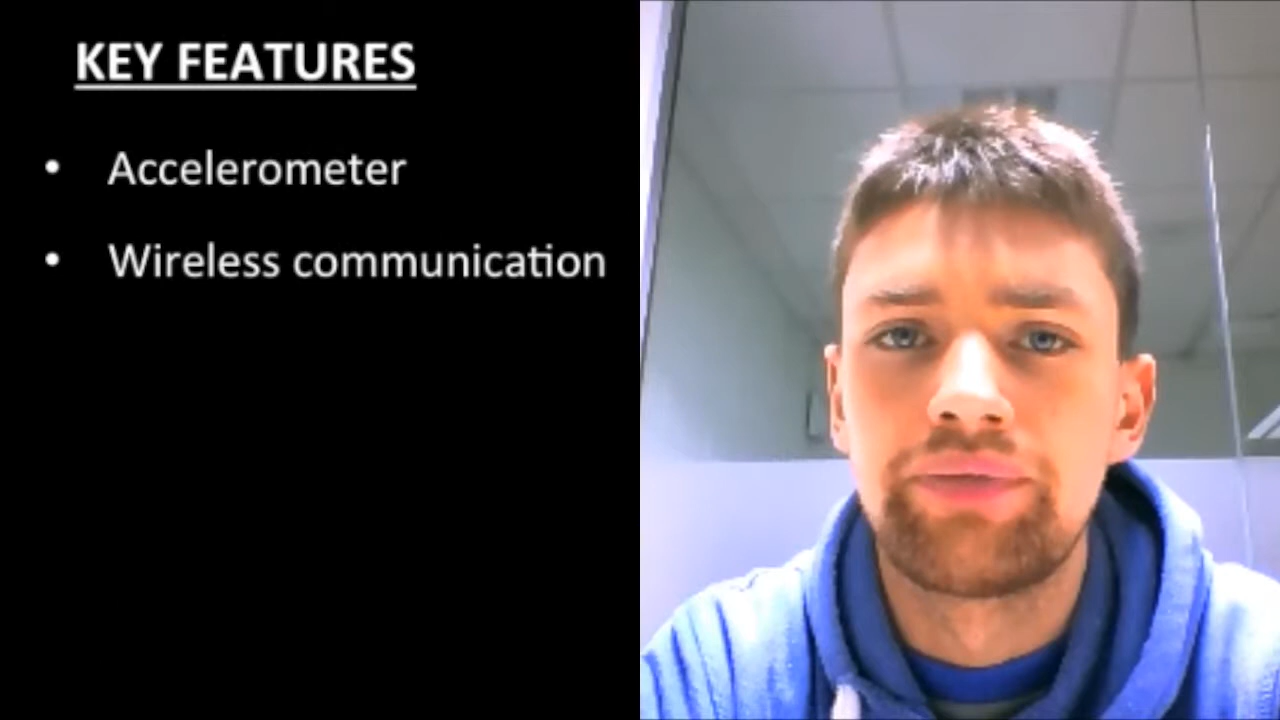 KEY FEATURES
• Accelerometer
• Wireless communication